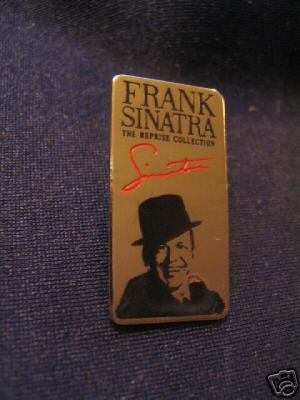 FRANK
SINATRA
THE REPRISE COLLECTION
Sinatra